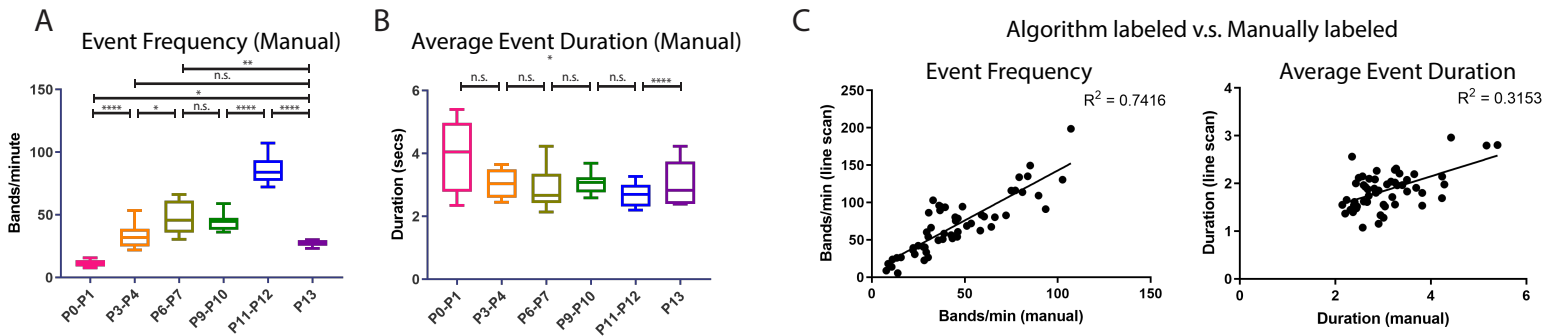 A
Event Frequency (Manual)
**
n.s.
*
**** * n.s. **** ****
150
100
50
0
Bands/minute
P0-P1 P3-P4 P6-P7 P9-P10 P11-P12 P13
B
Average Event Duration (Manual)
*
n.s. n.s. n.s. n.s. ****
6
4
2
0
Duration (secs)
P0-P1 P3-P4 P6-P7 P9-P10 P11-P12 P13
C
Algorithm labeled v.s. Manually labeled
Event Frequency
R² = 0.7416
250
200
150
100
50
0
Bands/min (line scan)
0 50 100 150
Bands/min (manual)
Average Event Duration
R² = 0.3153
4
3
2
1
0
Duration (line scan)
0 2 4 6
Duration (manual)